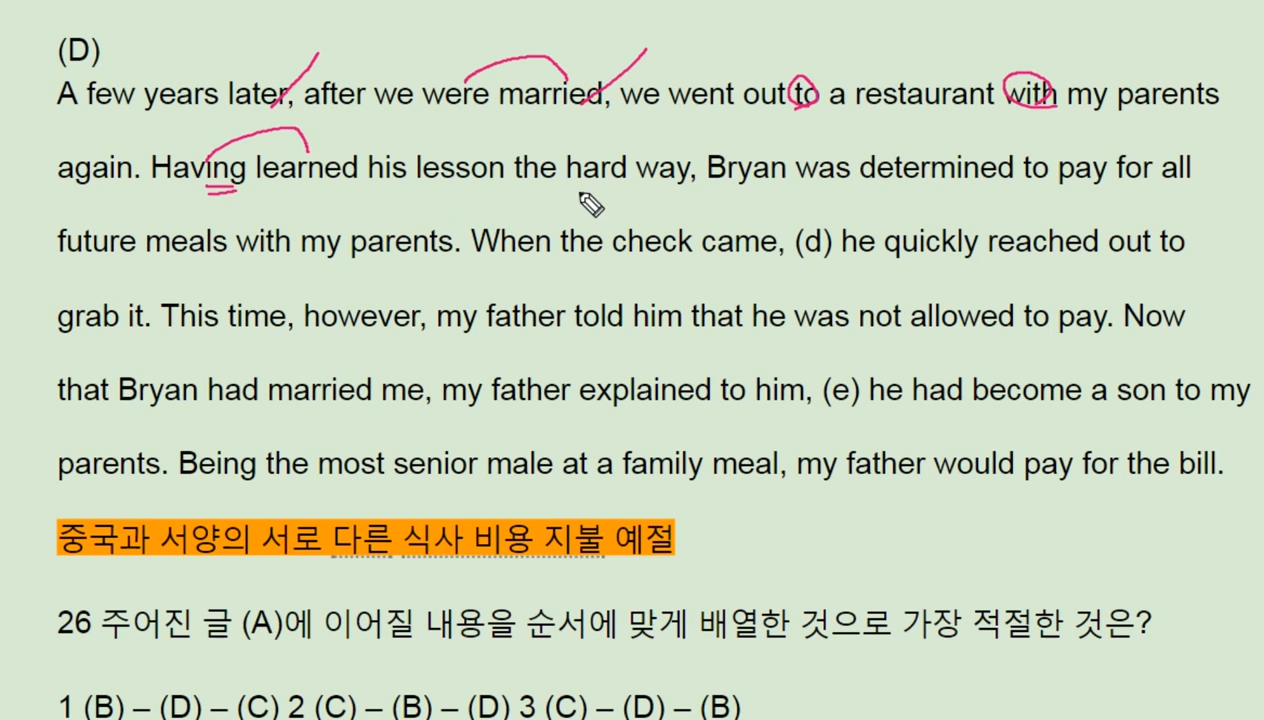 (D)
A few years later, after we were married, we went out to a restaurant with my parents
again. Having learned his lesson the hard way, Bryan was determined to pay for all
future meals with my parents. When the check came, (d) he quickly reached out to
grab it. This time, however, my father told him that he was not allowed to pay. Now
that Bryan had married me, my father explained to him, (e) he had become a son to my
parents. Being the most senior male at a family meal, my father would pay for the bill.
중국과 서양의 서로 다른 식사 비용 지불 예절
26 주어진 글 (A)에 이어질 내용을 순서에 맞게 배열한 것으로 가장 적절한 것은?
1 (B) – (D) – (C) 2 (C) – (B) – (D) 3 (C) – (D) – (B)